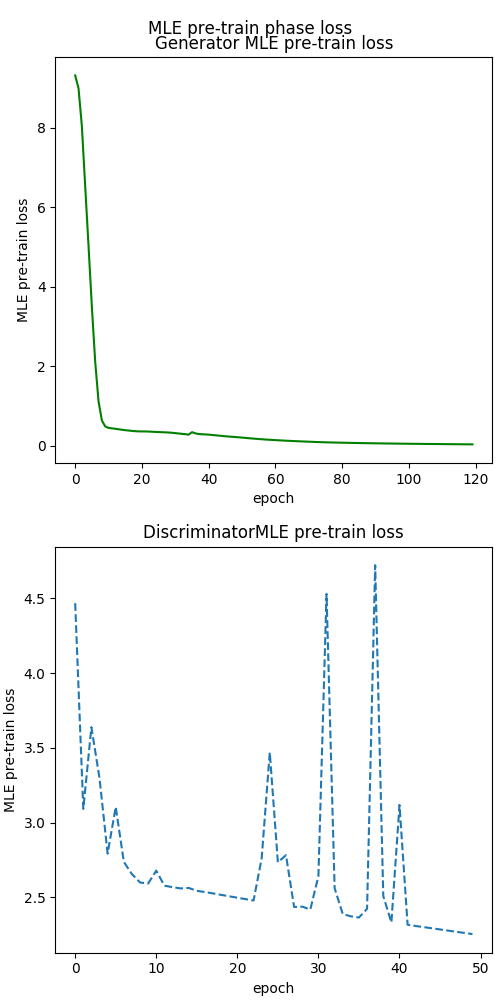 MLE pre-train phase loss
Generator MLE pre-train loss
MLE pre-train loss
8
6
4
2
0
0 20 40 60 80 100 120
epoch
DiscriminatorMLE pre-train loss
MLE pre-train loss
4.5
4.0
3.5
3.0
2.5
0 10 20 30 40 50
epoch